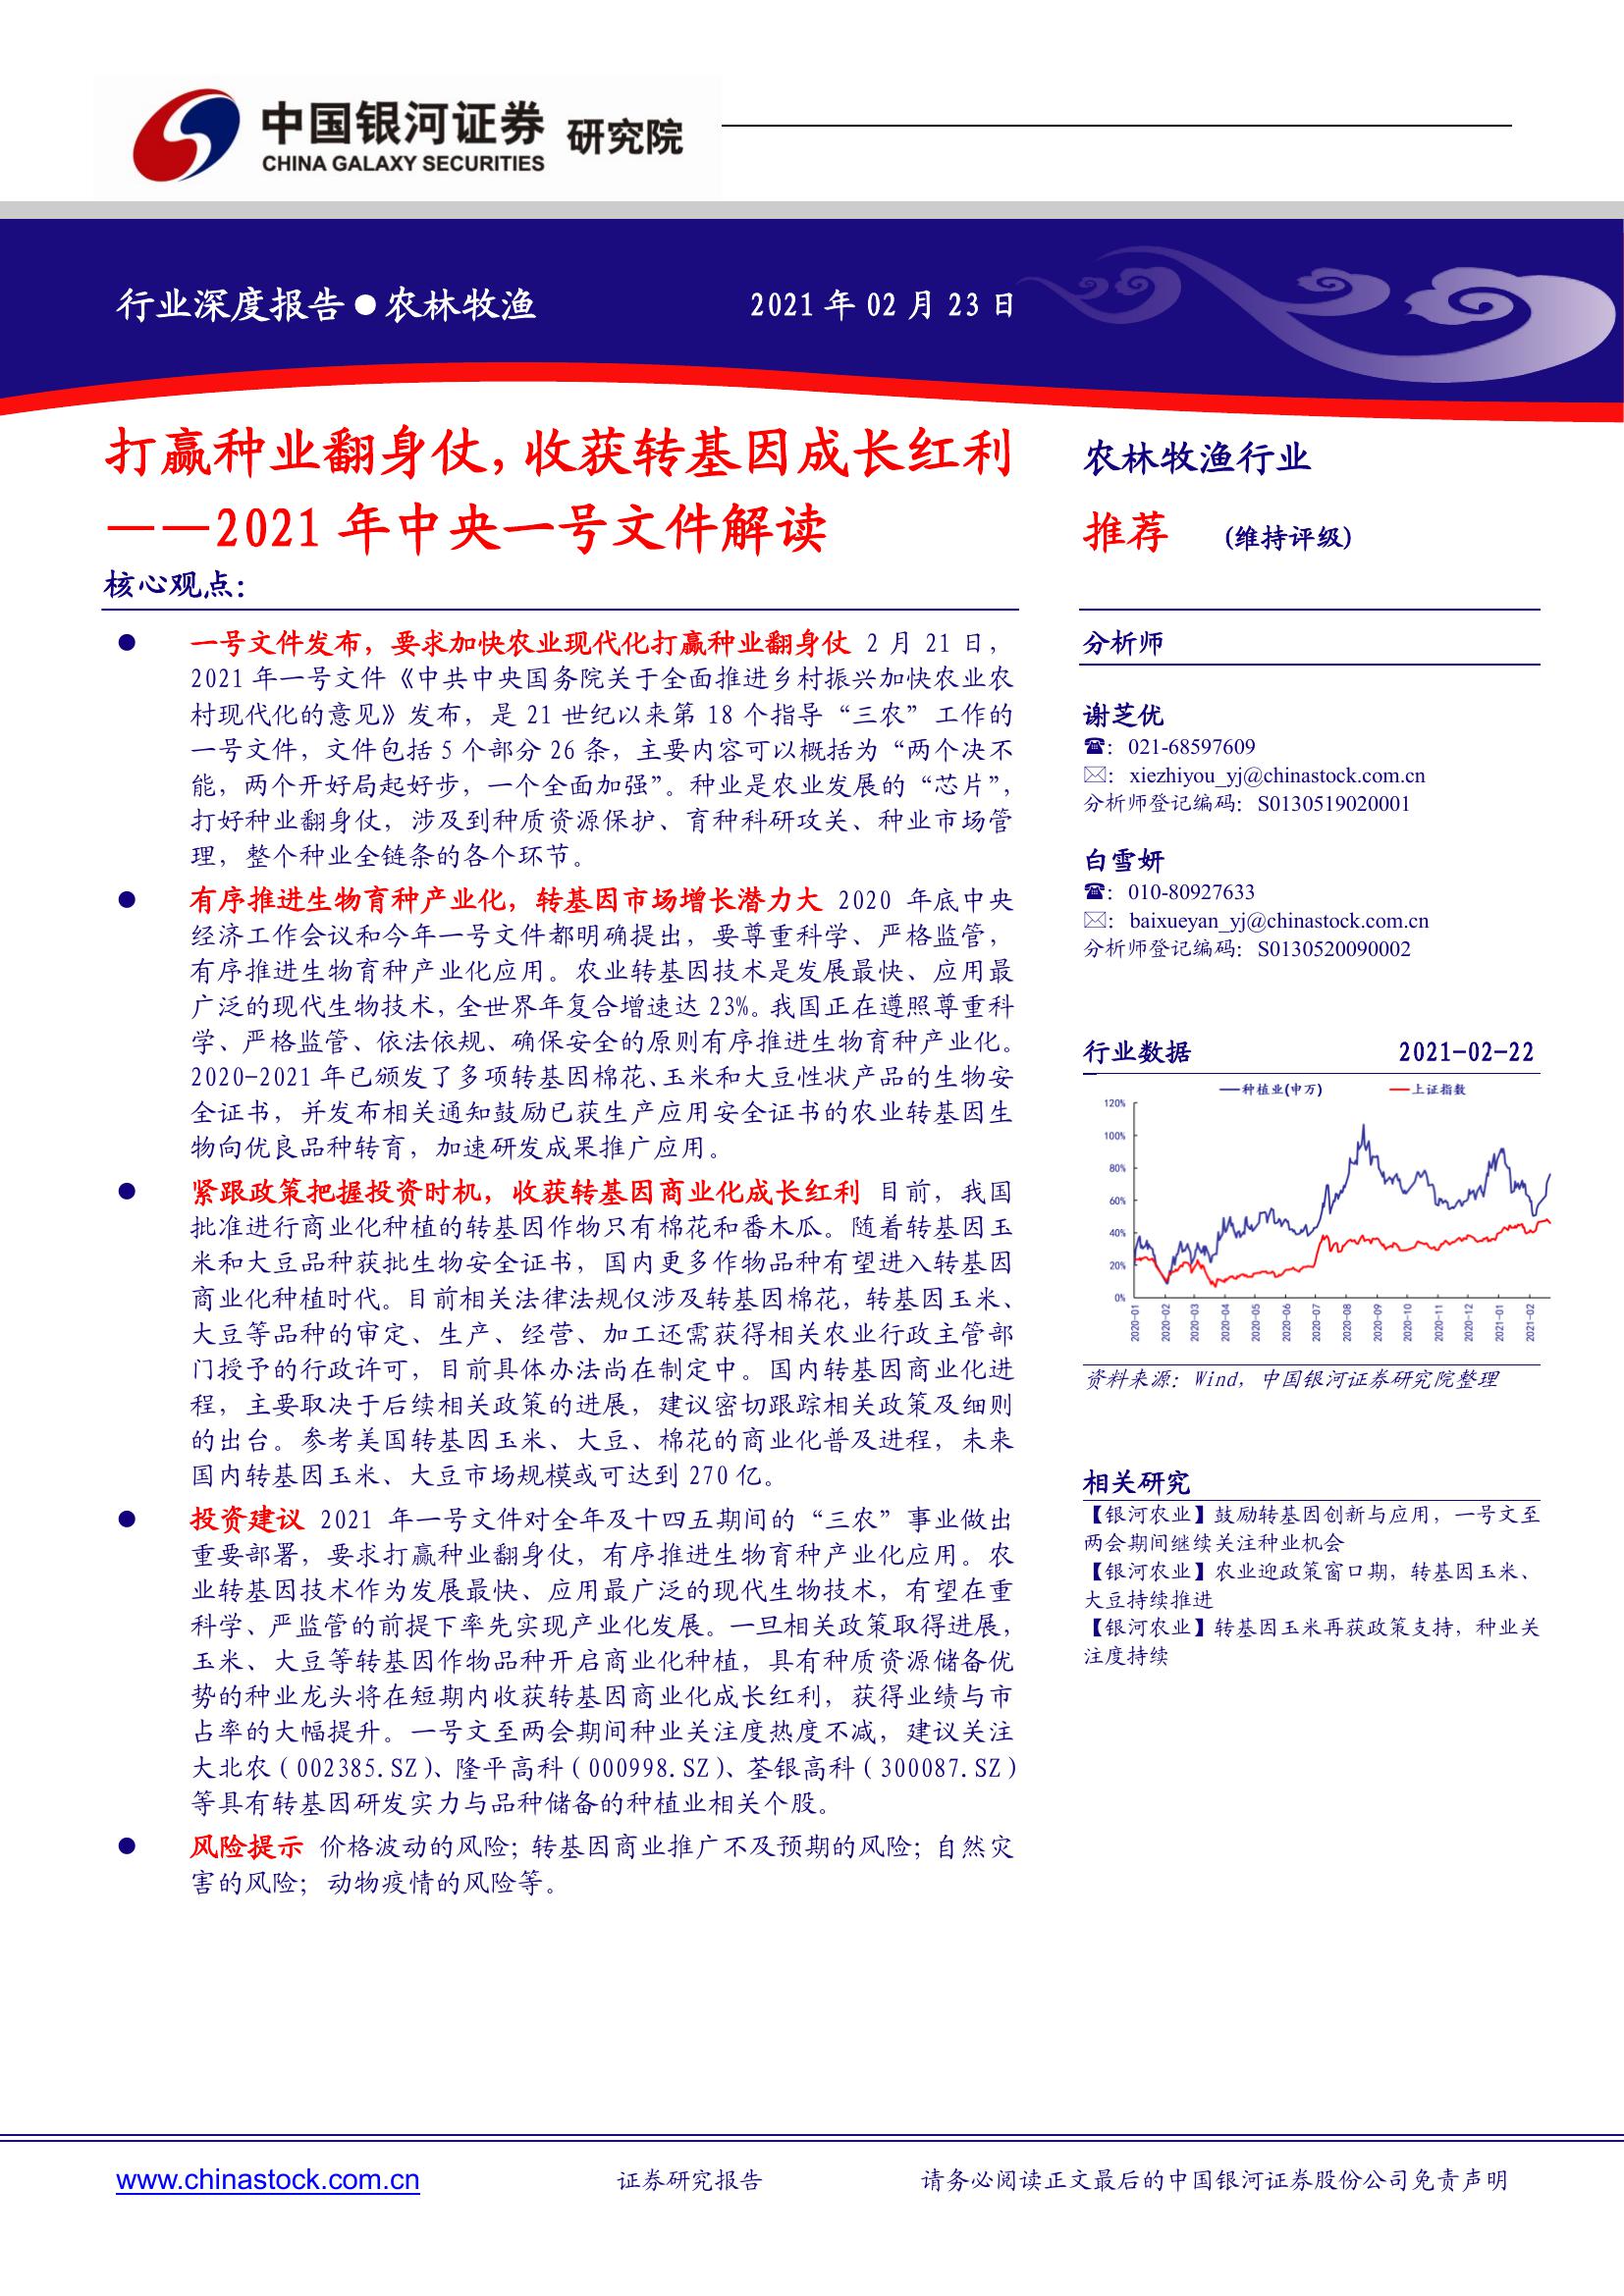 中国银河证券 研究院
CHINA GALAXY SECURITIES
行业深度报告●农林牧渔
2021 年 02 月 23 日
打赢种业翻身仗，收获转基因成长红利
——2021 年中央一号文件解读
核心观点：
● 一号文件发布，要求加快农业现代化打赢种业翻身仗 2 月 21 日，
2021 年一号文件《中共中央国务院关于全面推进乡村振兴加快农业农
村现代化的意见》发布，是 21 世纪以来第 18 个指导“三农”工作的
一号文件，文件包括 5 个部分 26 条，主要内容可以概括为“两个决不
能，两个开好局起好步，一个全面加强”。种业是农业发展的“芯片”，
打好种业翻身仗，涉及到种质资源保护、育种科研攻关、种业市场管
理，整个种业全链条的各个环节。
● 有序推进生物育种产业化，转基因市场增长潜力大 2020 年底中央
经济工作会议和今年一号文件都明确提出，要尊重科学、严格监管，
有序推进生物育种产业化应用。农业转基因技术是发展最快、应用最
广泛的现代生物技术，全世界年复合增速达 23%。我国正在遵照尊重科
学、严格监管、依法依规、确保安全的原则有序推进生物育种产业化。
2020-2021 年已颁发了多项转基因棉花、玉米和大豆性状产品的生物安
全证书，并发布相关通知鼓励已获生产应用安全证书的农业转基因生
物向优良品种转育，加速研发成果推广应用。
● 紧跟政策把握投资时机，收获转基因商业化成长红利 目前，我国
批准进行商业化种植的转基因作物只有棉花和番木瓜。随着转基因玉
米和大豆品种获批生物安全证书，国内更多作物品种有望进入转基因
商业化种植时代。目前相关法律法规仅涉及转基因棉花，转基因玉米、
大豆等品种的审定、生产、经营、加工还需获得相关农业行政主管部
门授予的行政许可，目前具体办法尚在制定中。国内转基因商业化进
程，主要取决于后续相关政策的进展，建议密切跟踪相关政策及细则
的出台。参考美国转基因玉米、大豆、棉花的商业化普及进程，未来
国内转基因玉米、大豆市场规模或可达到 270 亿。
● 投资建议 2021 年一号文件对全年及十四五期间的“三农”事业做出
重要部署，要求打赢种业翻身仗，有序推进生物育种产业化应用。农
业转基因技术作为发展最快、应用最广泛的现代生物技术，有望在重
科学、严监管的前提下率先实现产业化发展。一旦相关政策取得进展，
玉米、大豆等转基因作物品种开启商业化种植，具有种质资源储备优
势的种业龙头将在短期内收获转基因商业化成长红利，获得业绩与市
占率的大幅提升。一号文至两会期间种业关注度热度不减，建议关注
大北农（002385.SZ）、隆平高科（000998.SZ）、荃银高科（300087.SZ）
等具有转基因研发实力与品种储备的种植业相关个股。
● 风险提示 价格波动的风险；转基因商业推广不及预期的风险；自然灾
害的风险；动物疫情的风险等。
农林牧渔行业
推荐 （维持评级）
分析师
谢芝优
☎：021-68597609
✉：xiezhiyou_yj@chinastock.com.cn
分析师登记编码：S0130519020001
白雪妍
☎：010-80927633
✉：baixueyan_yj@chinastock.com.cn
分析师登记编码：S0130520090002
行业数据 2021-02-22
种植业(申万) 上证指数
120%
100%
80%
60%
40%
20%
0%
2020-01 2020-02 2020-03 2020-04 2020-05 2020-06 2020-07 2020-08 2020-09 2020-10 2020-11 2020-12 2021-01 2021-02
资料来源：Wind，中国银河证券研究院整理
相关研究
【银河农业】鼓励转基因创新与应用，一号文至
两会期间继续关注种业机会
【银河农业】农业迎政策窗口期，转基因玉米、
大豆持续推进
【银河农业】转基因玉米再获政策支持，种业关
注度持续
www.chinastock.com.cn 证券研究报告 请务必阅读正文最后的中国银河证券股份公司免责声明